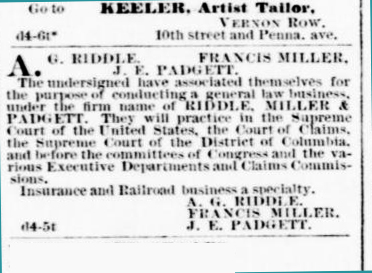 Go to KEELER, Artist Tailor,
VERNON ROW.
d4-6t* 10th street and Penna. ave.
A. G. RIDDLE. FRANCIS MILLER,
J. E. PADGETT.
The undersigned have associated themselves for
the purpose of conducting a general law business,
under the firm name of RIDDLE, MILLER &
PADGETT. They will practice in the Supreme
Court of the United States, the Court of Claims,
the Supreme Court of the District of Columbia,
and before the committees of Congress and the va-
rious Executive Departments and Claims Commis-
sions.
Insurance and Railroad business a specialty.
A. G. RIDDLE.
FRANCIS MILLER.
d4-5t J. E. PADGETT.